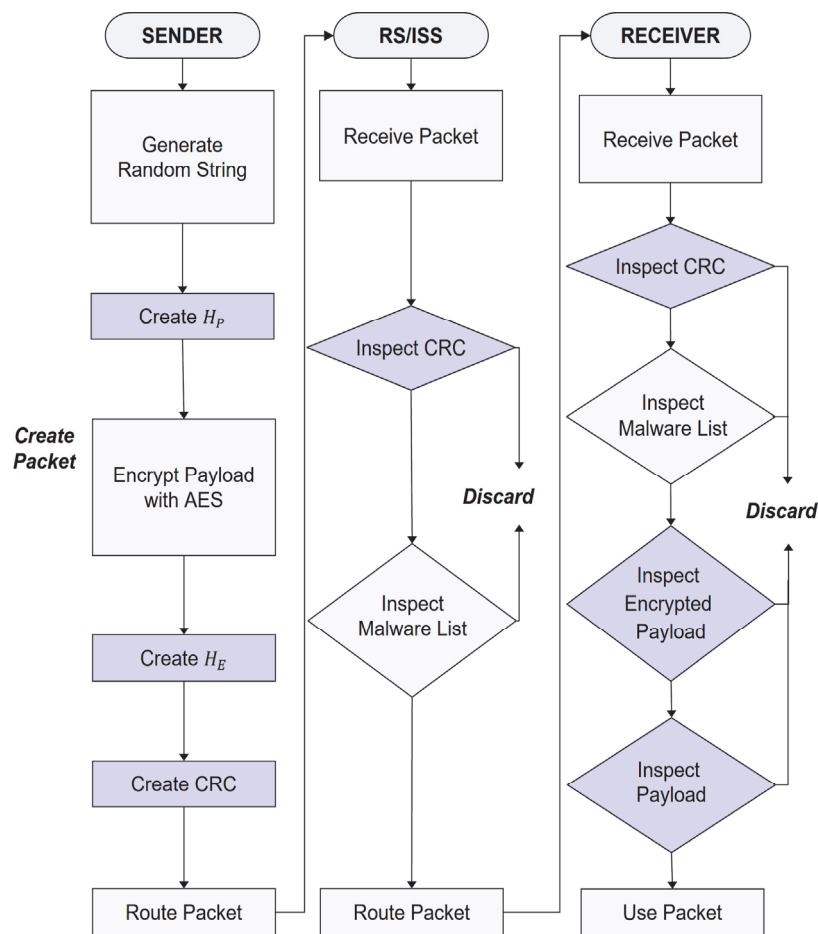 SENDER
Generate
Random String
Create H_P
Create
Packet
Encrypt Payload
with AES
Create H_E
Create CRC
Route Packet
RS/ISS
Receive Packet
Inspect CRC
Discard
Inspect
Malware List
Route Packet
RECEIVER
Receive Packet
Inspect CRC
Inspect
Malware List
Discard
Inspect
Encrypted
Payload
Inspect
Payload
Use Packet